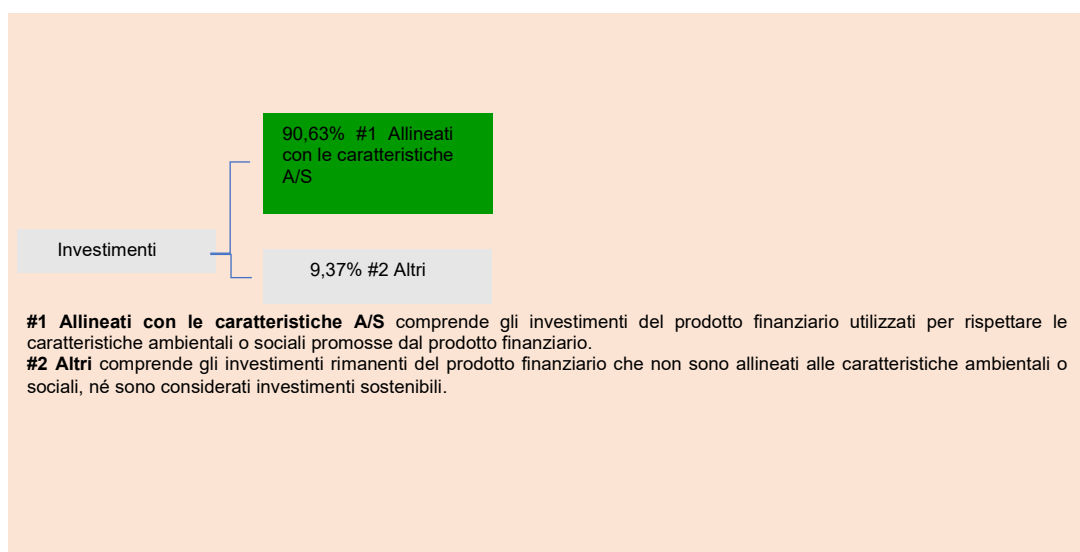 90,63% #1 Allineati
con le caratteristiche
A/S
Investimenti
9,37% #2 Altri
#1 Allineati con le caratteristiche A/S comprende gli investimenti del prodotto finanziario utilizzati per rispettare le
caratteristiche ambientali o sociali promosse dal prodotto finanziario.
#2 Altri comprende gli investimenti rimanenti del prodotto finanziario che non sono allineati alle caratteristiche ambientali o
sociali, né sono considerati investimenti sostenibili.